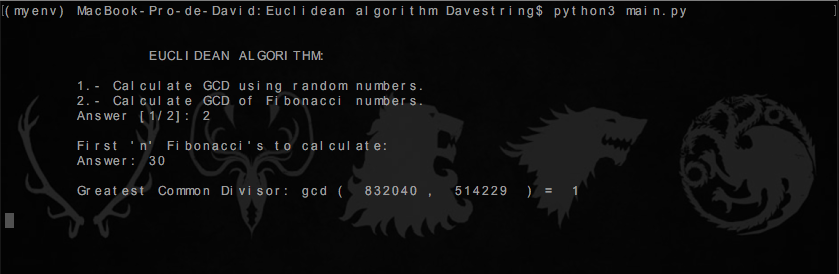 (myenv) MacBook-Pro-de-David:Euclidean algorithm Davestring$ python3 main.py
EUCLIDEAN ALGORITHM:
1.- Calculate GCD using random numbers.
2.- Calculate GCD of Fibonacci numbers.
Answer [1/2]: 2
First 'n' Fibonacci's to calculate:
Answer: 30
Greatest Common Divisor: gcd ( 832040 , 514229 ) = 1